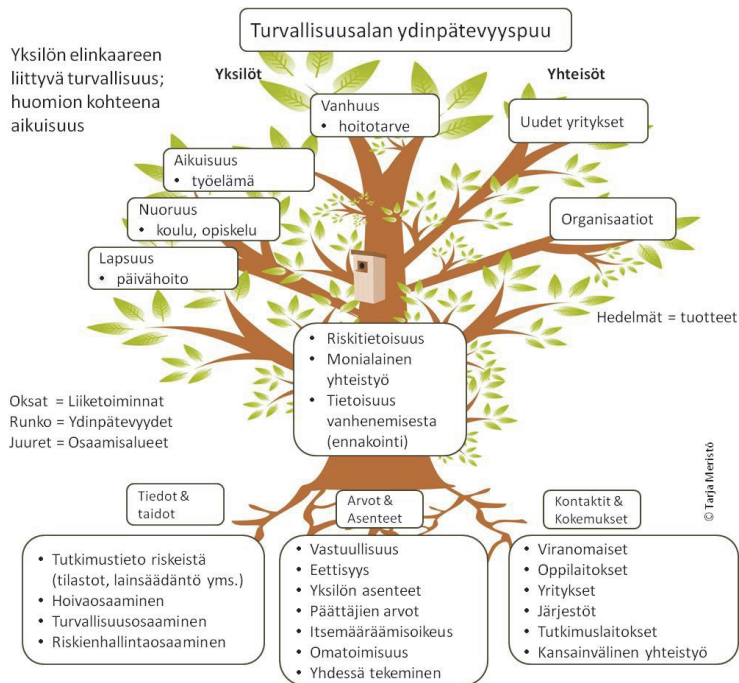 Turvallisuusalan ydinpätevyyspuu
Yksilön elinkaareen
liittyvä turvallisuus;
huomion kohteena
aikuisuus
Yksilöt
Yhteisöt
Vanhuus
• hoitotarve
Uudet yritykset
Aikuisuus
• työelämä
Nuoruus
• koulu, opiskelu
Organisaatiot
Lapsuus
• päivähoito
Hedelmät = tuotteet
• Riskitietoisuus
• Monialainen
yhteistyö
• Tietoisuus
vanhenemisesta
(ennakointi)
Oksat = Liiketoiminnat
Runko = Ydinpätevyydet
Juuret = Osaamisalueet
© Tarja Meristö
Tiedot &
taidot
Arvot &
Asenteet
Kontaktit &
Kokemukset
• Tutkimustieto riskeistä
(tilastot, lainsäädäntö yms.)
• Hoivaosaaminen
• Turvallisuusosaaminen
• Riskienhallintaosaaminen
• Vastuullisuus
• Eettisyys
• Yksilön asenteet
• Päättäjien arvot
• Itsemääräämisoikeus
• Omatoimisuus
• Yhdessä tekeminen
• Viranomaiset
• Oppilaitokset
• Yritykset
• Järjestöt
• Tutkimuslaitokset
• Kansainvälinen yhteistyö